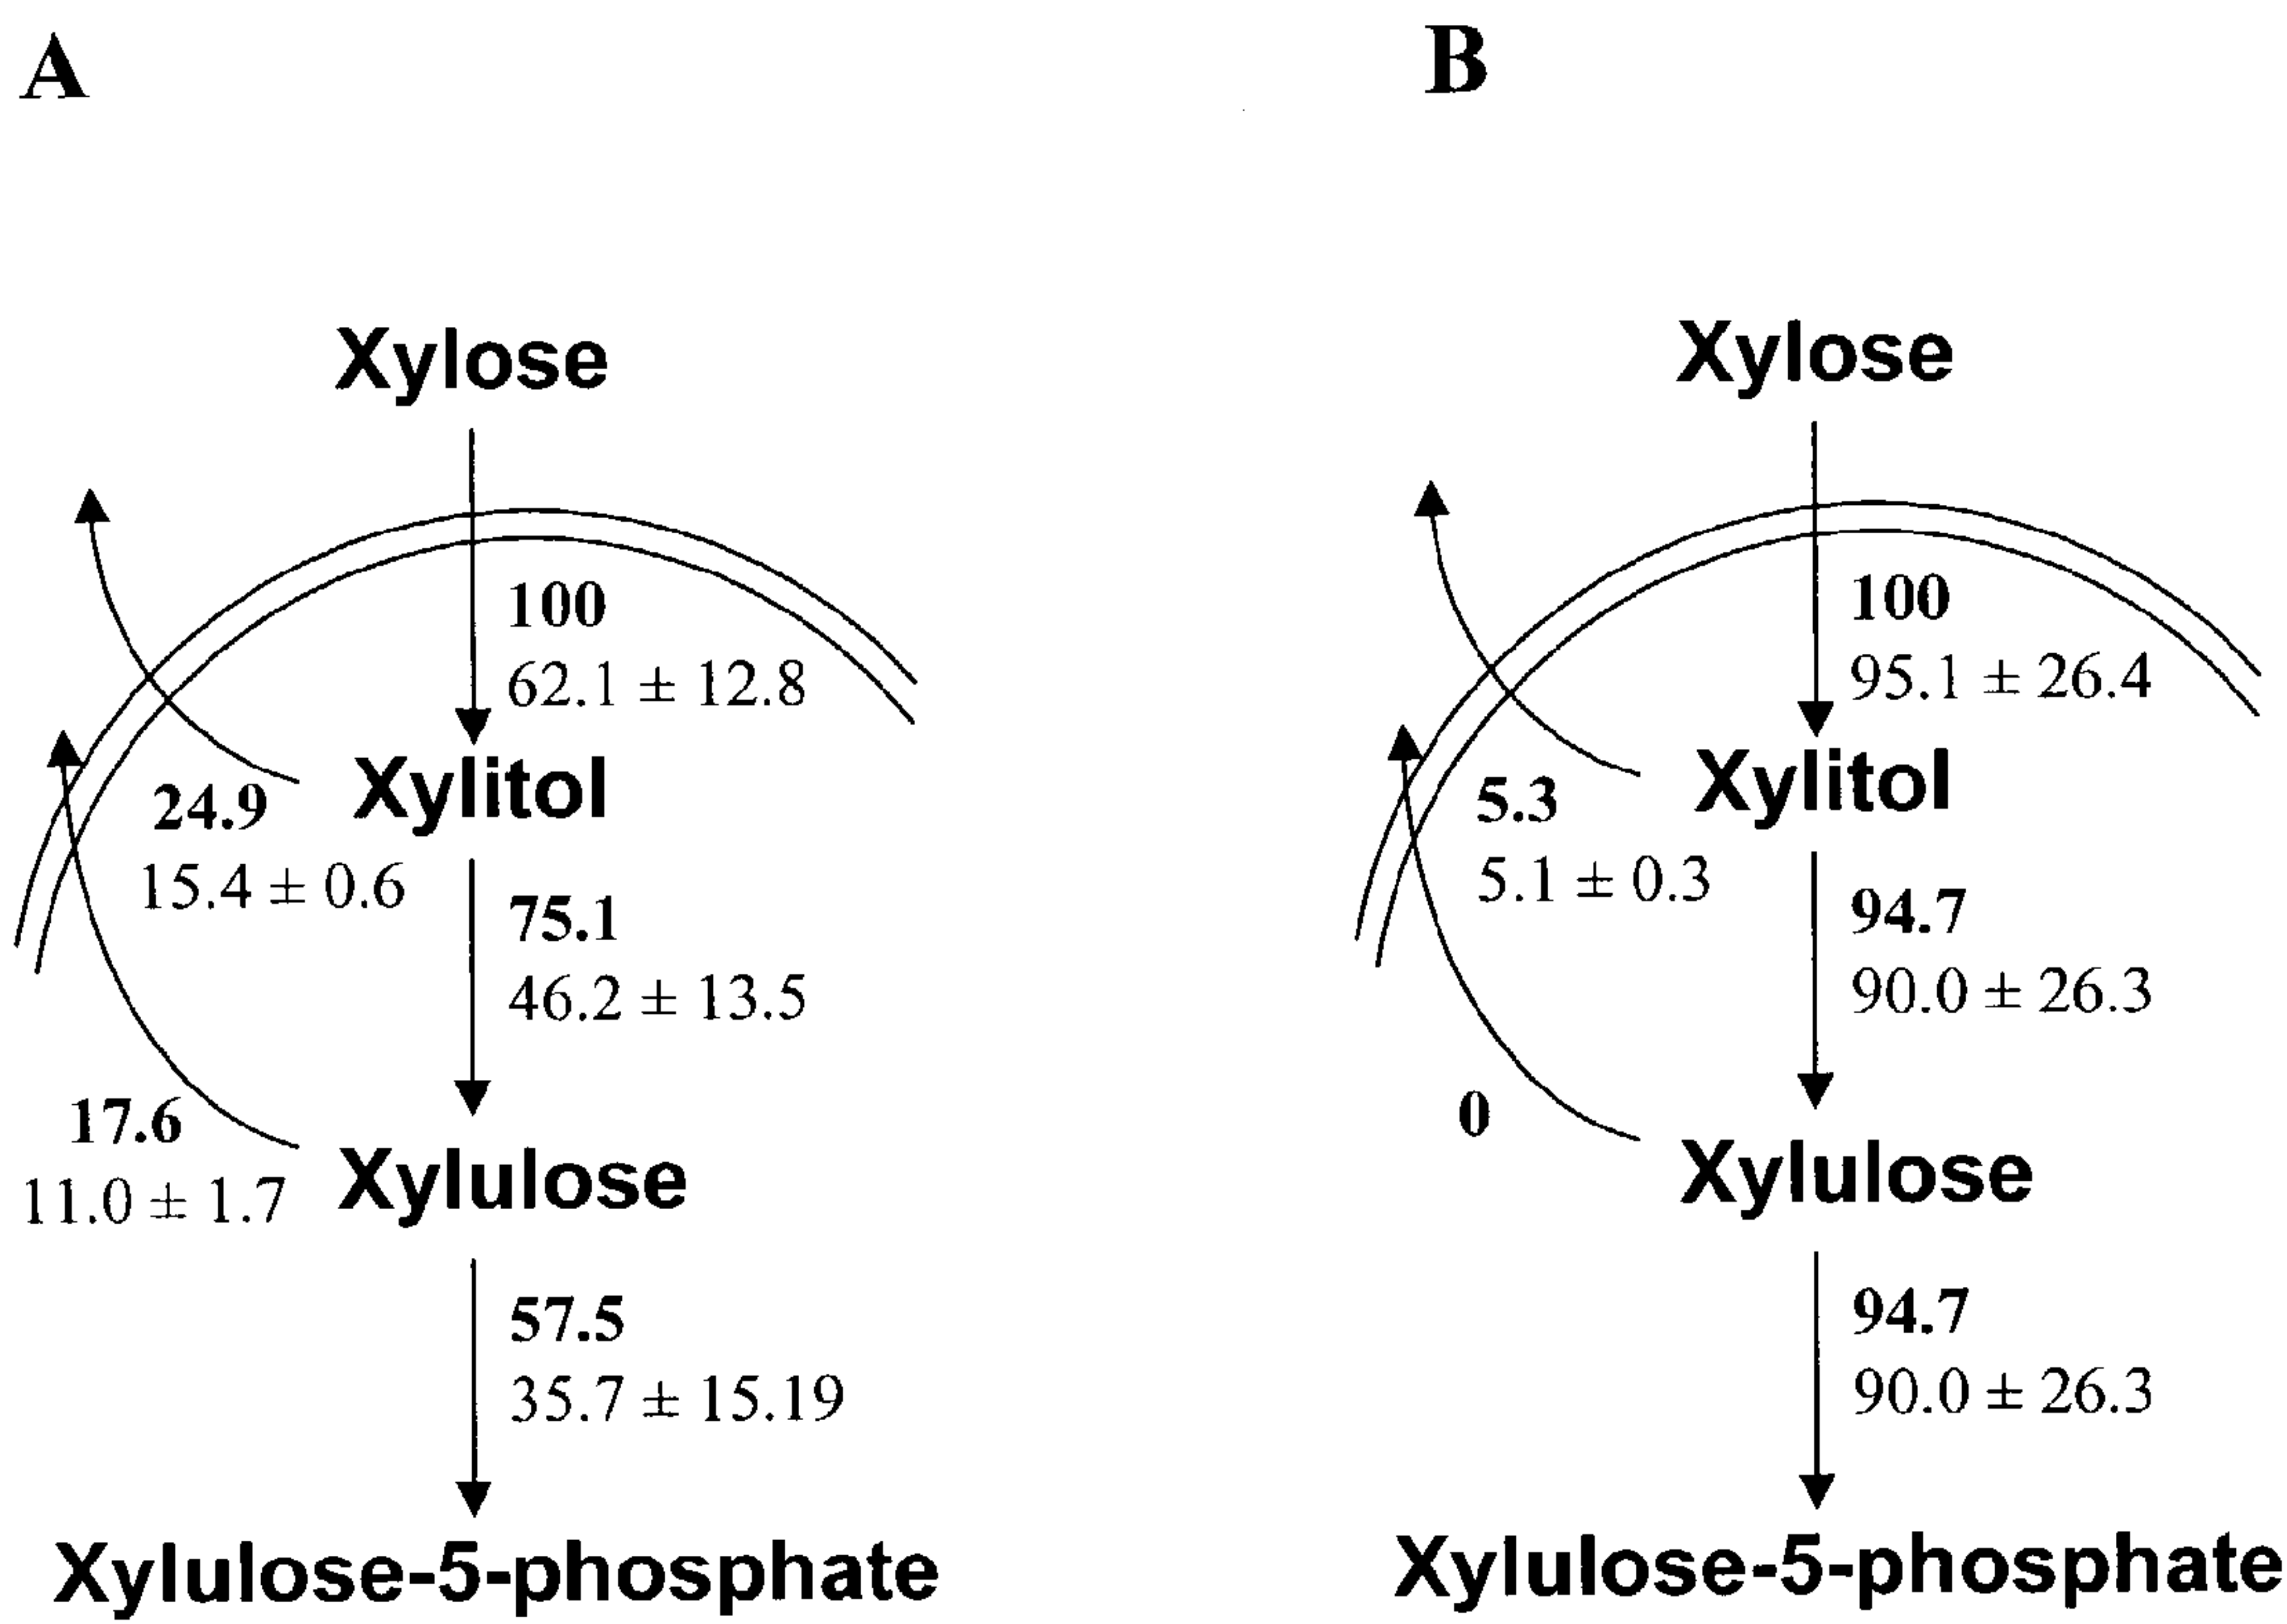 A
Xylose
100
62.1 ± 12.8
Xylitol
24.9
15.4 ± 0.6
75.1
46.2 ± 13.5
17.6
11.0 ± 1.7
Xylulose
57.5
35.7 ± 15.19
Xylulose-5-phosphate
B
Xylose
100
95.1 ± 26.4
Xylitol
5.3
5.1 ± 0.3
94.7
90.0 ± 26.3
0
Xylulose
94.7
90.0 ± 26.3
Xylulose-5-phosphate